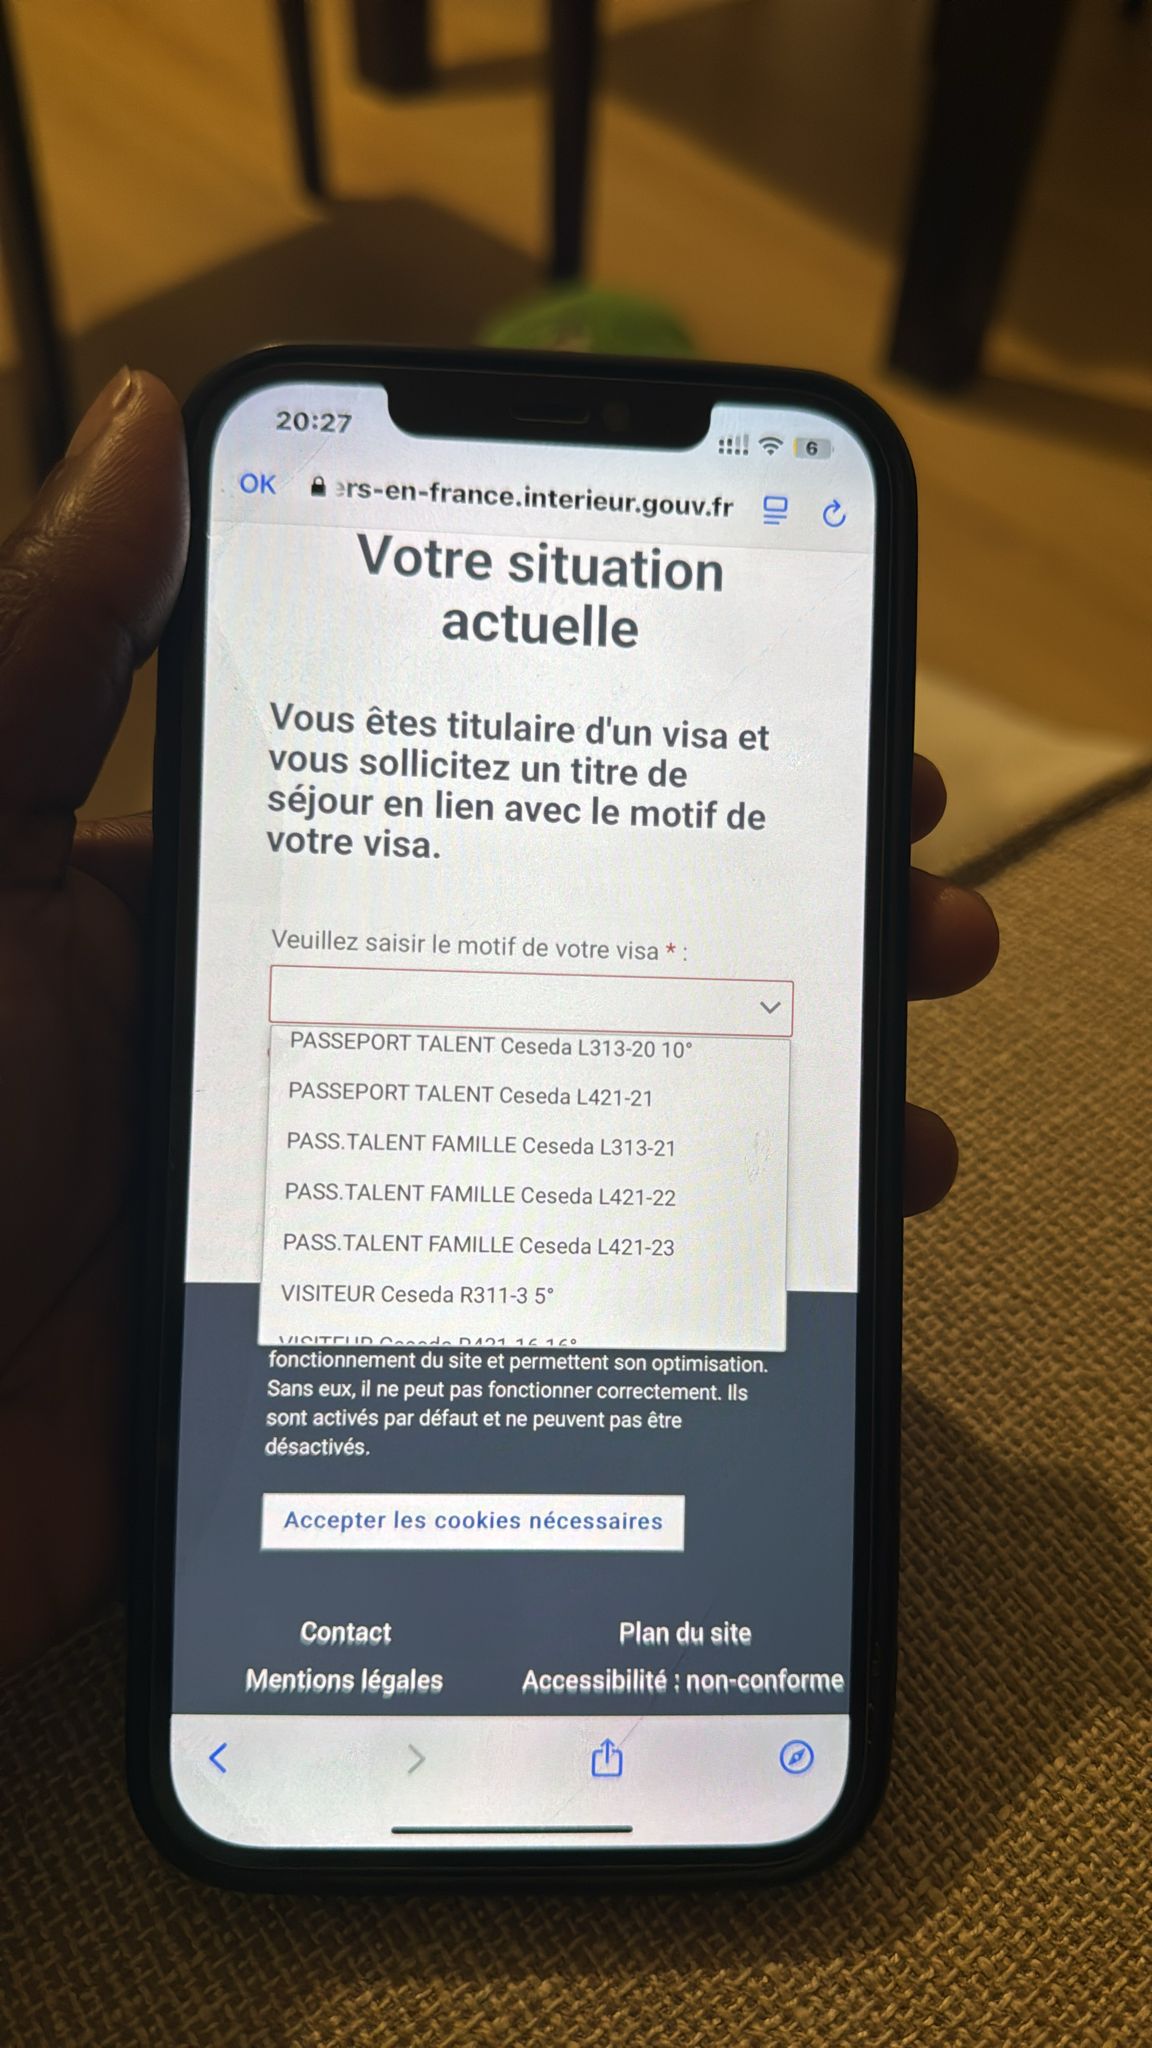 20:27
6
OK
ers-en-france.interieur.gouv.fr
Votre situation
actuelle
Vous êtes titulaire d'un visa et
vous sollicitez un titre de
séjour en lien avec le motif de
votre visa.
Veuillez saisir le motif de votre visa * :
PASSEPORT TALENT Ceseda L313-20 10°
PASSEPORT TALENT Ceseda L421-21
PASS.TALENT FAMILLE Ceseda L313-21
PASS.TALENT FAMILLE Ceseda L421-22
PASS.TALENT FAMILLE Ceseda L421-23
VISITEUR Ceseda R311-3 5°
VISITEUR Ceseda R421-16 16°
fonctionnement du site et permettent son optimisation.
Sans eux, il ne peut pas fonctionner correctement. Ils
sont activés par défaut et ne peuvent pas être
désactivés.
Accepter les cookies nécessaires
Contact
Plan du site
Mentions légales
Accessibilité : non-conforme